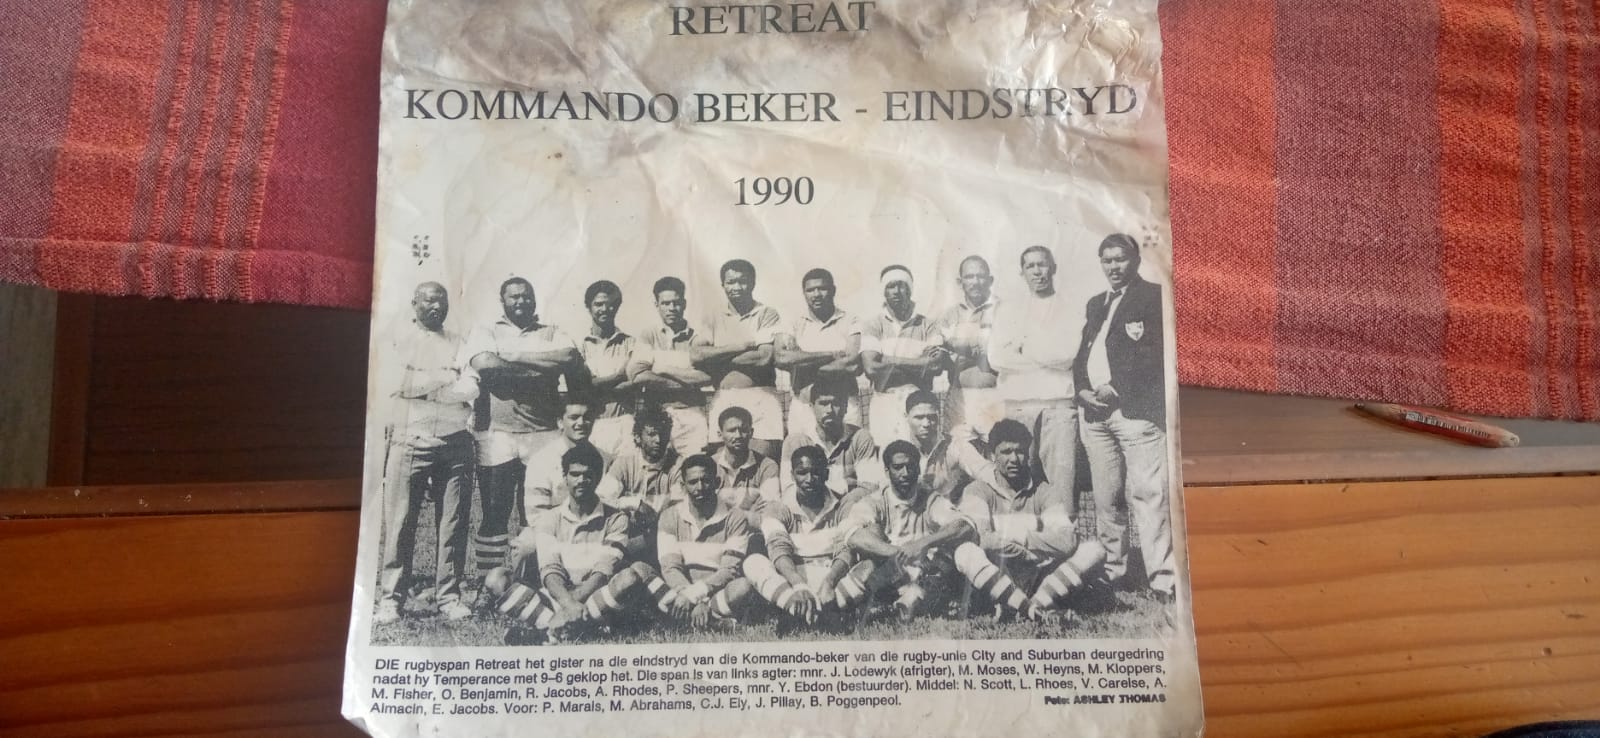 RETREAT
KOMMANDO BEKER - EINDSTRYD
1990
DIE rugbyspan Retreat het gister na die eindstryd van die Kommando-beker van die rugby-unie City and Suburban deurgedring
nadat hy Temperance met 9–6 geklop het. Die span is van links agter: mnr. J. Lodewyk (afrigter), M. Moses, W. Heyns, M. Kloppers,
M. Fisher, O. Benjamin, R. Jacobs, A. Rhodes, P. Sheepers, mnr. Y. Ebdon (bestuurder). Middel: N. Scott, L. Rhoes, V. Carelse, A.
Almacin, E. Jacobs. Voor: P. Marais, M. Abrahams, C.J. Ely, J. Pillay, B. Poggenpoel.
Foto: ASHLEY THOMAS